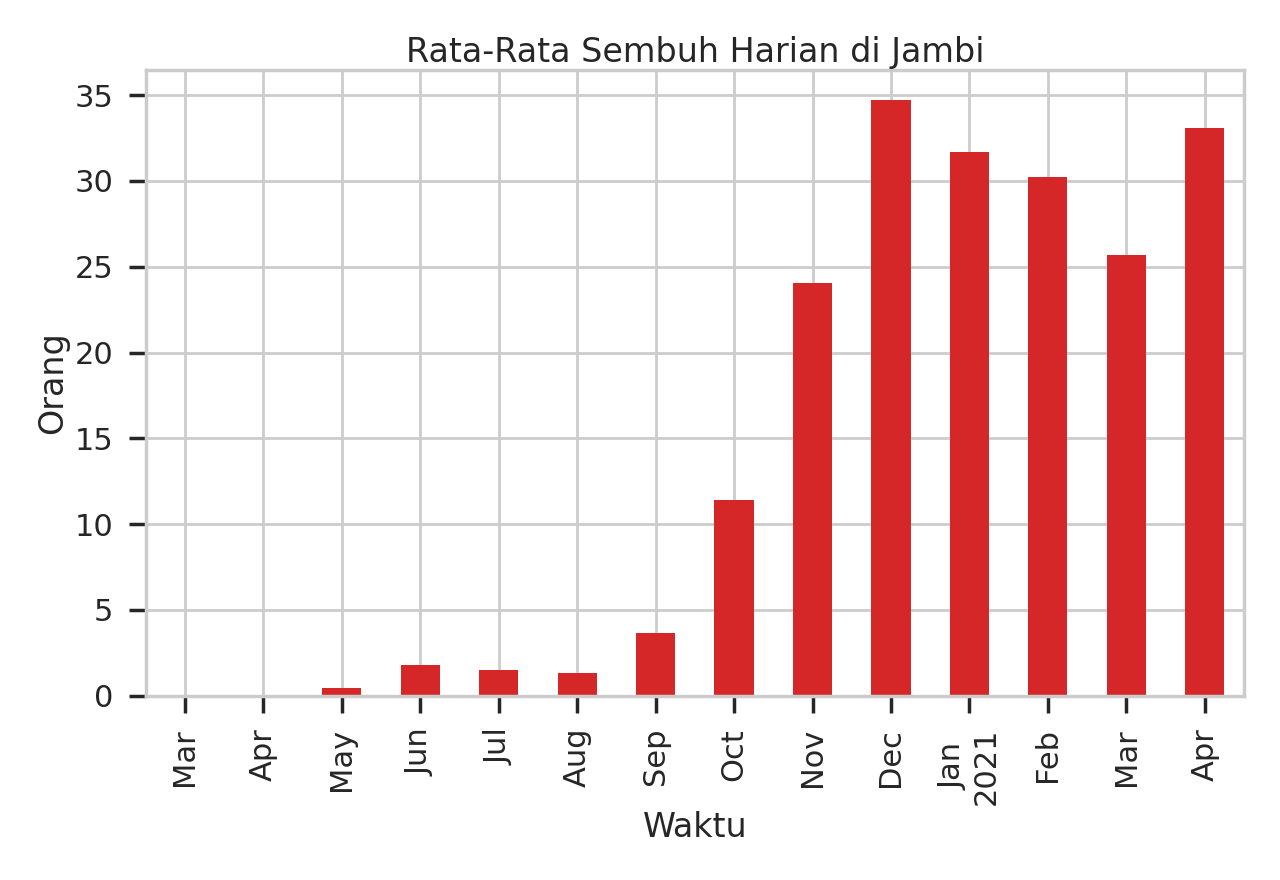 Rata-Rata Sembuh Harian di Jambi
35
30
25
20
15
10
5
0
Orang
Mar
Apr
May
Jun
Jul
Aug
Sep
Oct
Nov
Dec
Jan
2021
Feb
Mar
Apr
Waktu